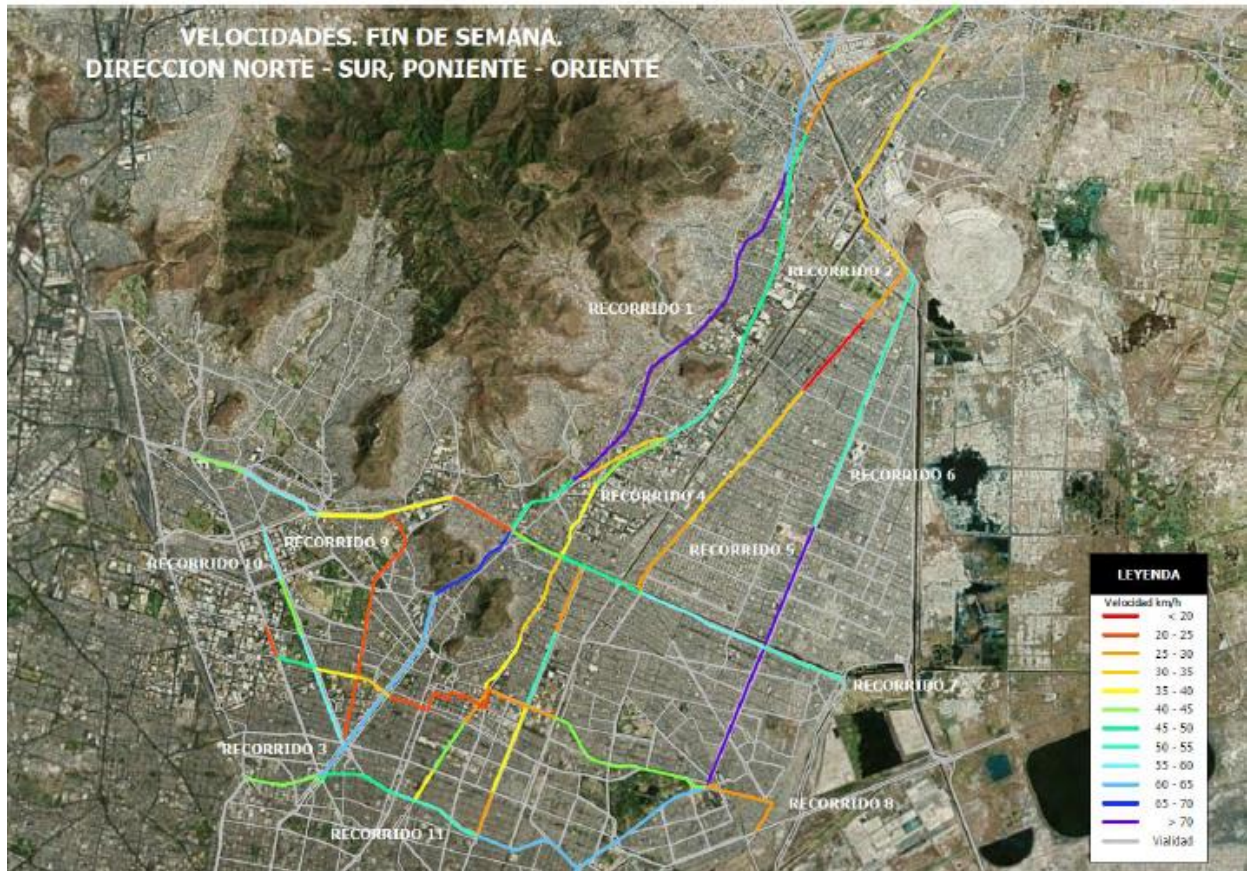 VELOCIDADES. FIN DE SEMANA.
DIRECCION NORTE - SUR, PONIENTE - ORIENTE
RECORRIDO 2
RECORRIDO 1
RECORRIDO 6
RECORRIDO 4
RECORRIDO 9
RECORRIDO 5
RECORRIDO 10
RECORRIDO 7
RECORRIDO 3
RECORRIDO 8
RECORRIDO 11
LEYENDA
Velocidad km/h
< 20
20 - 25
25 - 30
30 - 35
35 - 40
40 - 45
45 - 50
50 - 55
55 - 60
60 - 65
65 - 70
> 70
Vialidad